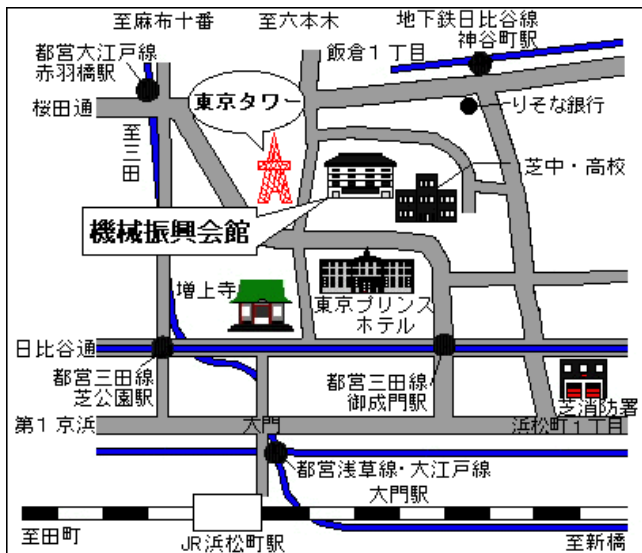 至麻布十番
至六本木
地下鉄日比谷線
神谷町駅
都営大江戸線
赤羽橋駅
飯倉1丁目
桜田通
東京タワー
りそな銀行
至三田
芝中・高校
機械振興会館
増上寺
東京プリンス
ホテル
日比谷通
都営三田線
芝公園駅
都営三田線
御成門駅
芝消防署
第1京浜
大門
浜松町1丁目
都営浅草線・大江戸線
大門駅
至田町
JR浜松町駅
至新橋